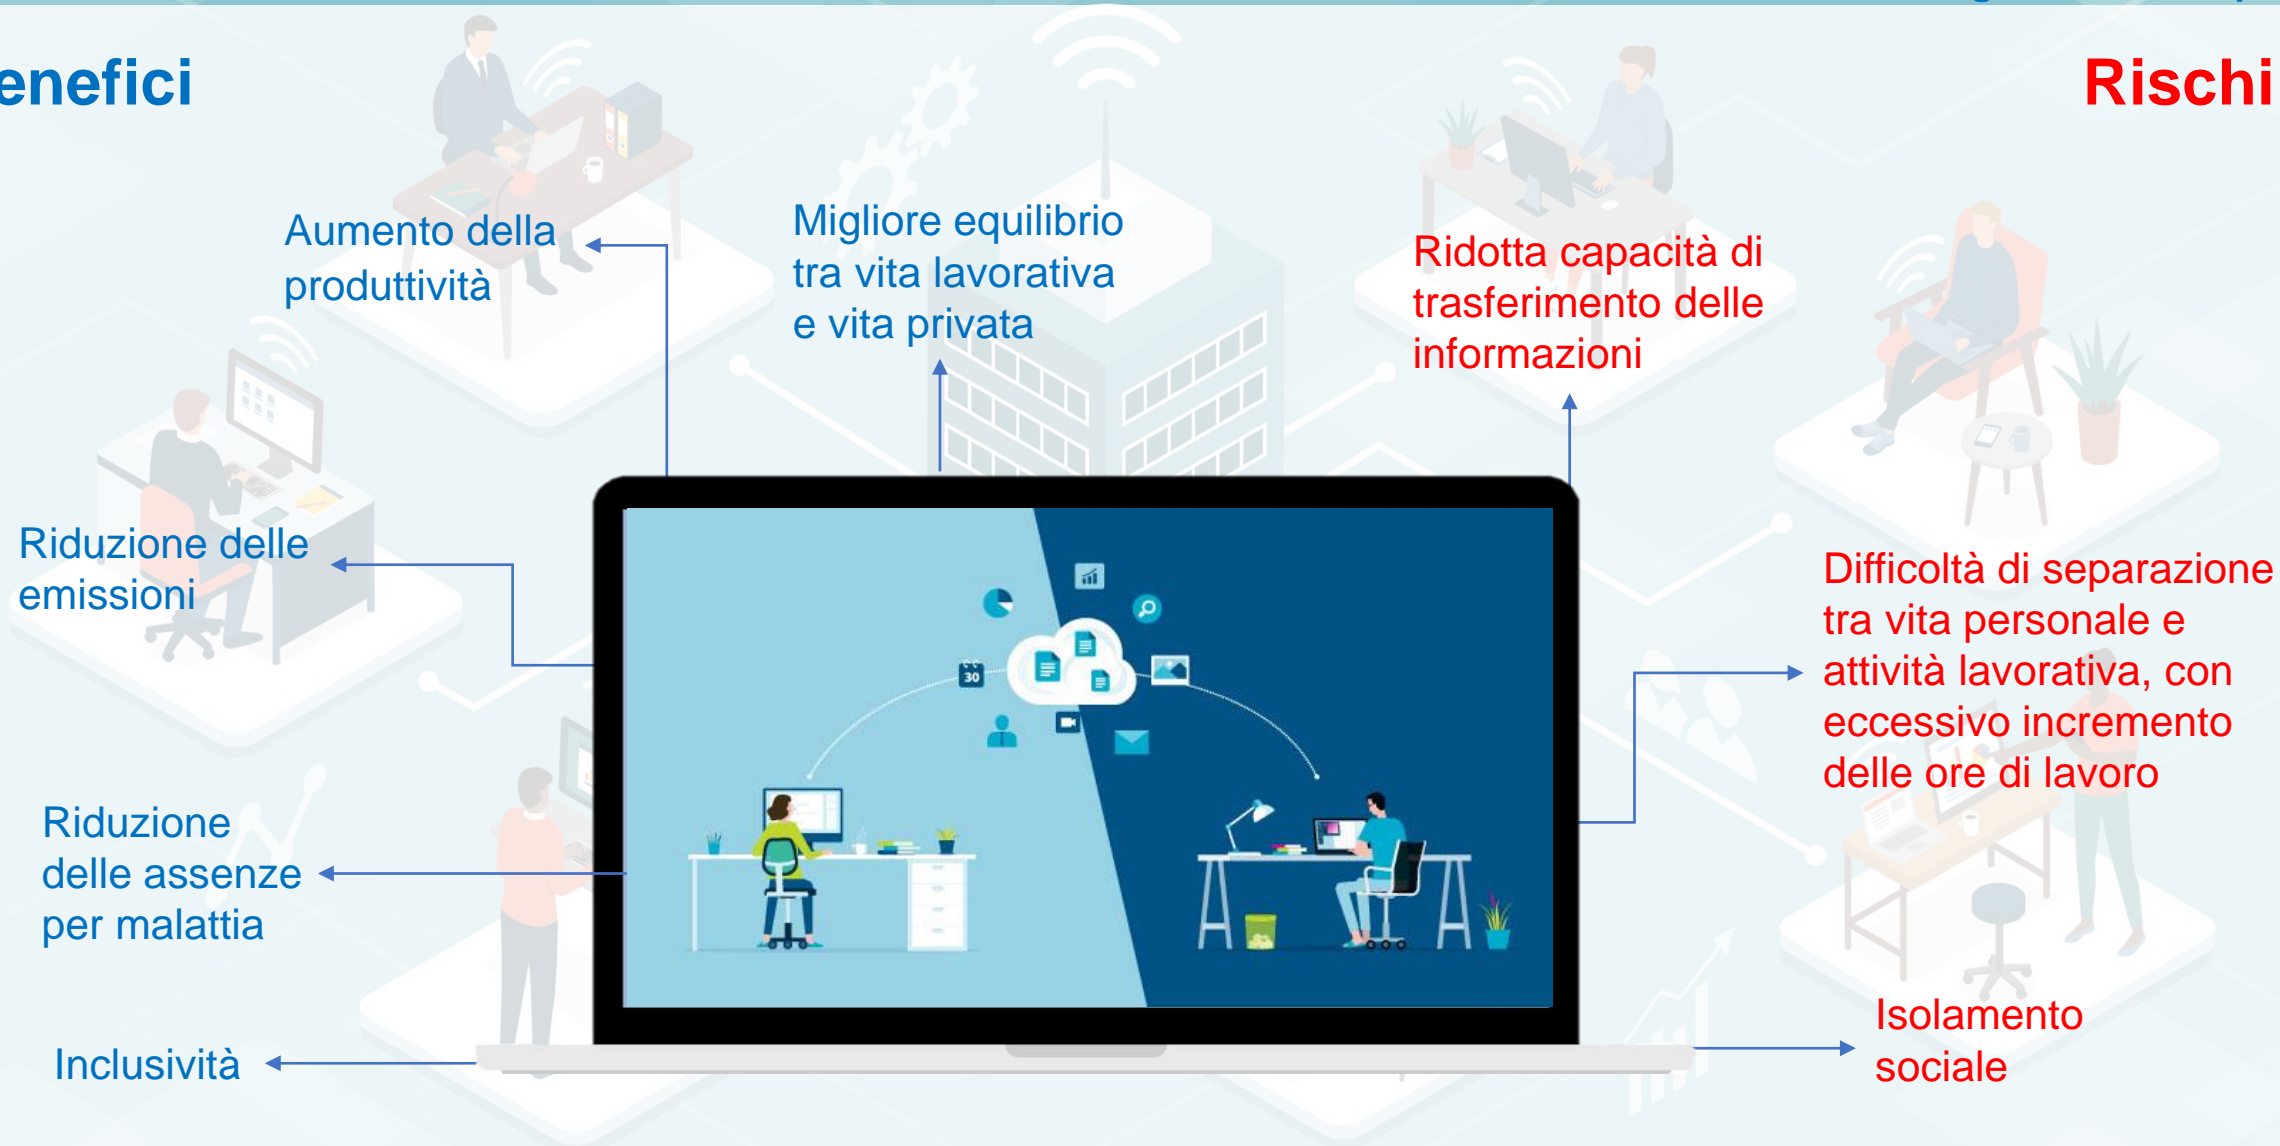 enefici
Rischi
Aumento della
produttività
Migliore equilibrio
tra vita lavorativa
e vita privata
Ridotta capacità di
trasferimento delle
informazioni
Riduzione delle
emissioni
Difficoltà di separazione
tra vita personale e
attività lavorativa, con
eccessivo incremento
delle ore di lavoro
30
Riduzione
delle assenze
per malattia
Isolamento
sociale
Inclusività